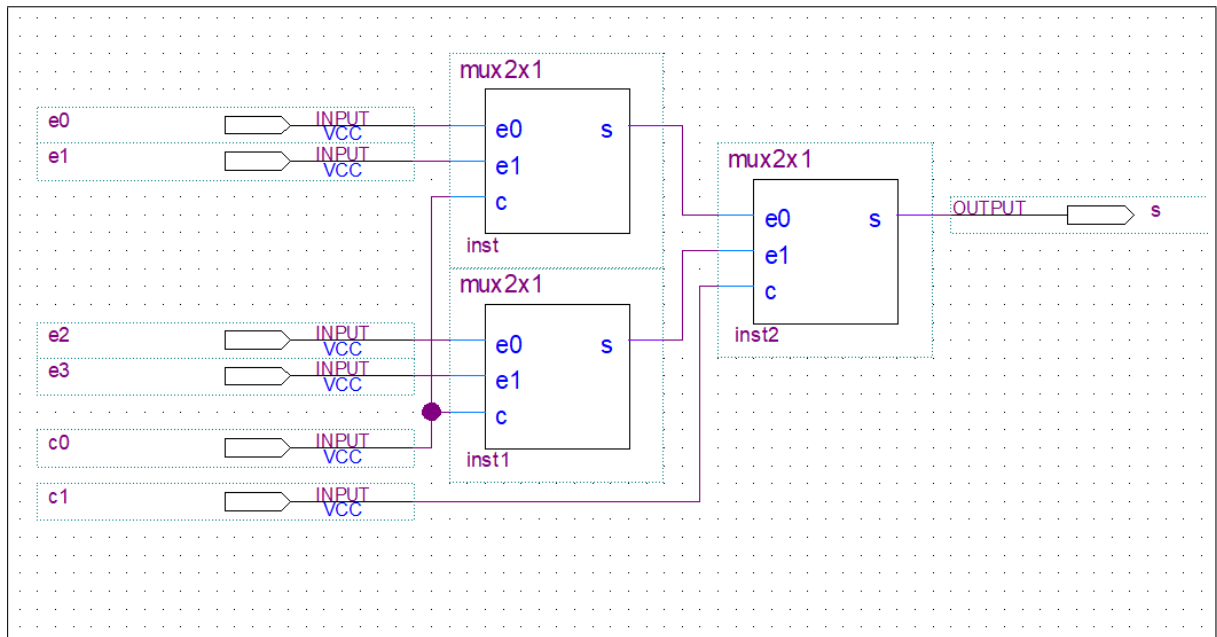 mux2x1
e0 INPUT
VCC
e1 INPUT
VCC
e0 s
e1
c
inst
mux2x1
e0 s
e1
c
inst2
OUTPUT s
mux2x1
e2 INPUT
VCC
e3 INPUT
VCC
e0 s
e1
c
inst1
c0 INPUT
VCC
c1 INPUT
VCC